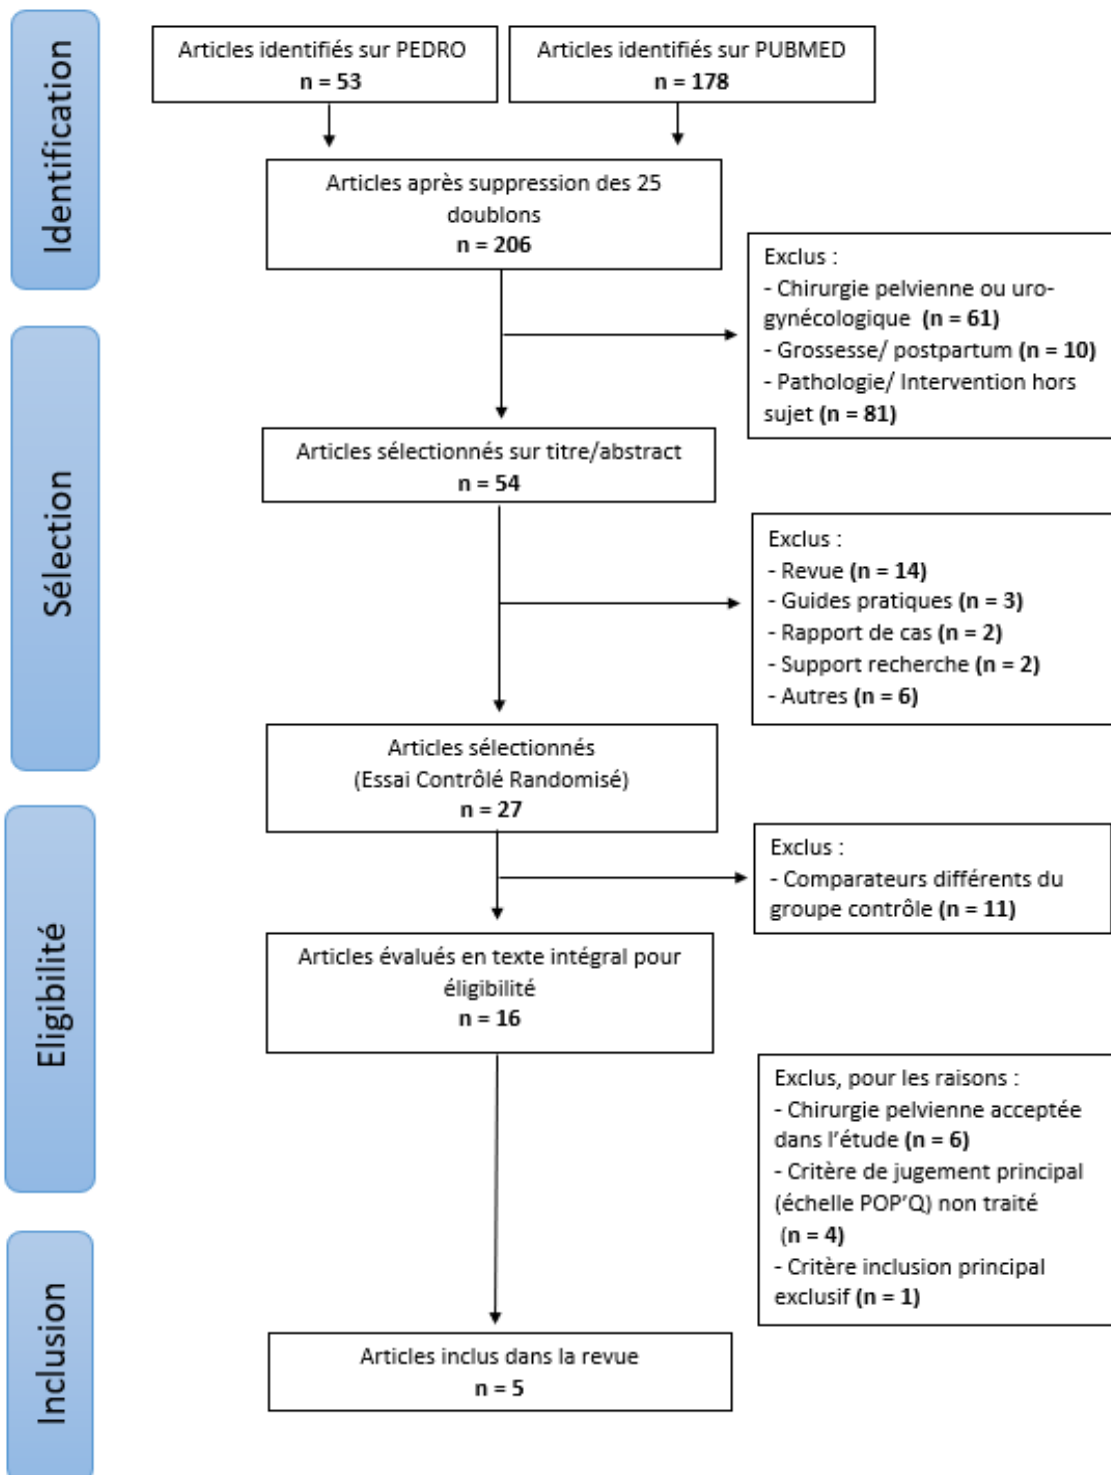 Identification
Articles identifiés sur PEDRO
n = 53
Articles identifiés sur PUBMED
n = 178
Articles après suppression des 25
doublons
n = 206
Exclus :
- Chirurgie pelvienne ou uro-
gynécologique (n = 61)
- Grossesse/ postpartum (n = 10)
- Pathologie/ Intervention hors
sujet (n = 81)
Sélection
Articles sélectionnés sur titre/abstract
n = 54
Exclus :
- Revue (n = 14)
- Guides pratiques (n = 3)
- Rapport de cas (n = 2)
- Support recherche (n = 2)
- Autres (n = 6)
Articles sélectionnés
(Essai Contrôlé Randomisé)
n = 27
Eligibilité
Exclus :
- Comparateurs différents du
groupe contrôle (n = 11)
Articles évalués en texte intégral pour
éligibilité
n = 16
Exclus, pour les raisons :
- Chirurgie pelvienne acceptée
dans l'étude (n = 6)
- Critère de jugement principal
(échelle POP'Q) non traité
(n = 4)
- Critère inclusion principal
exclusif (n = 1)
Inclusion
Articles inclus dans la revue
n = 5